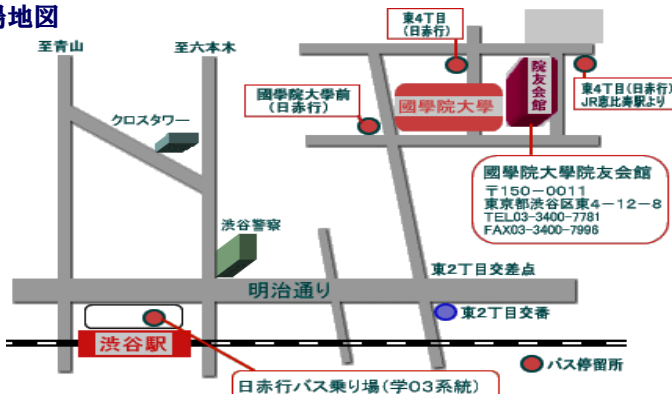 場地図
至青山
至六本木
東4丁目
(日赤行)
國學院大學前
(日赤行)
國學院大學
院友会館
東4丁目(日赤行)
JR恵比寿駅より
クロスタワー
國學院大學院友会館
〒150-0011
東京都渋谷区東4-12-8
TEL03-3400-7781
FAX03-3400-7996
渋谷警察
東2丁目交差点
明治通り
東2丁目交番
渋谷駅
バス停留所
日赤行バス乗り場(学03系統)